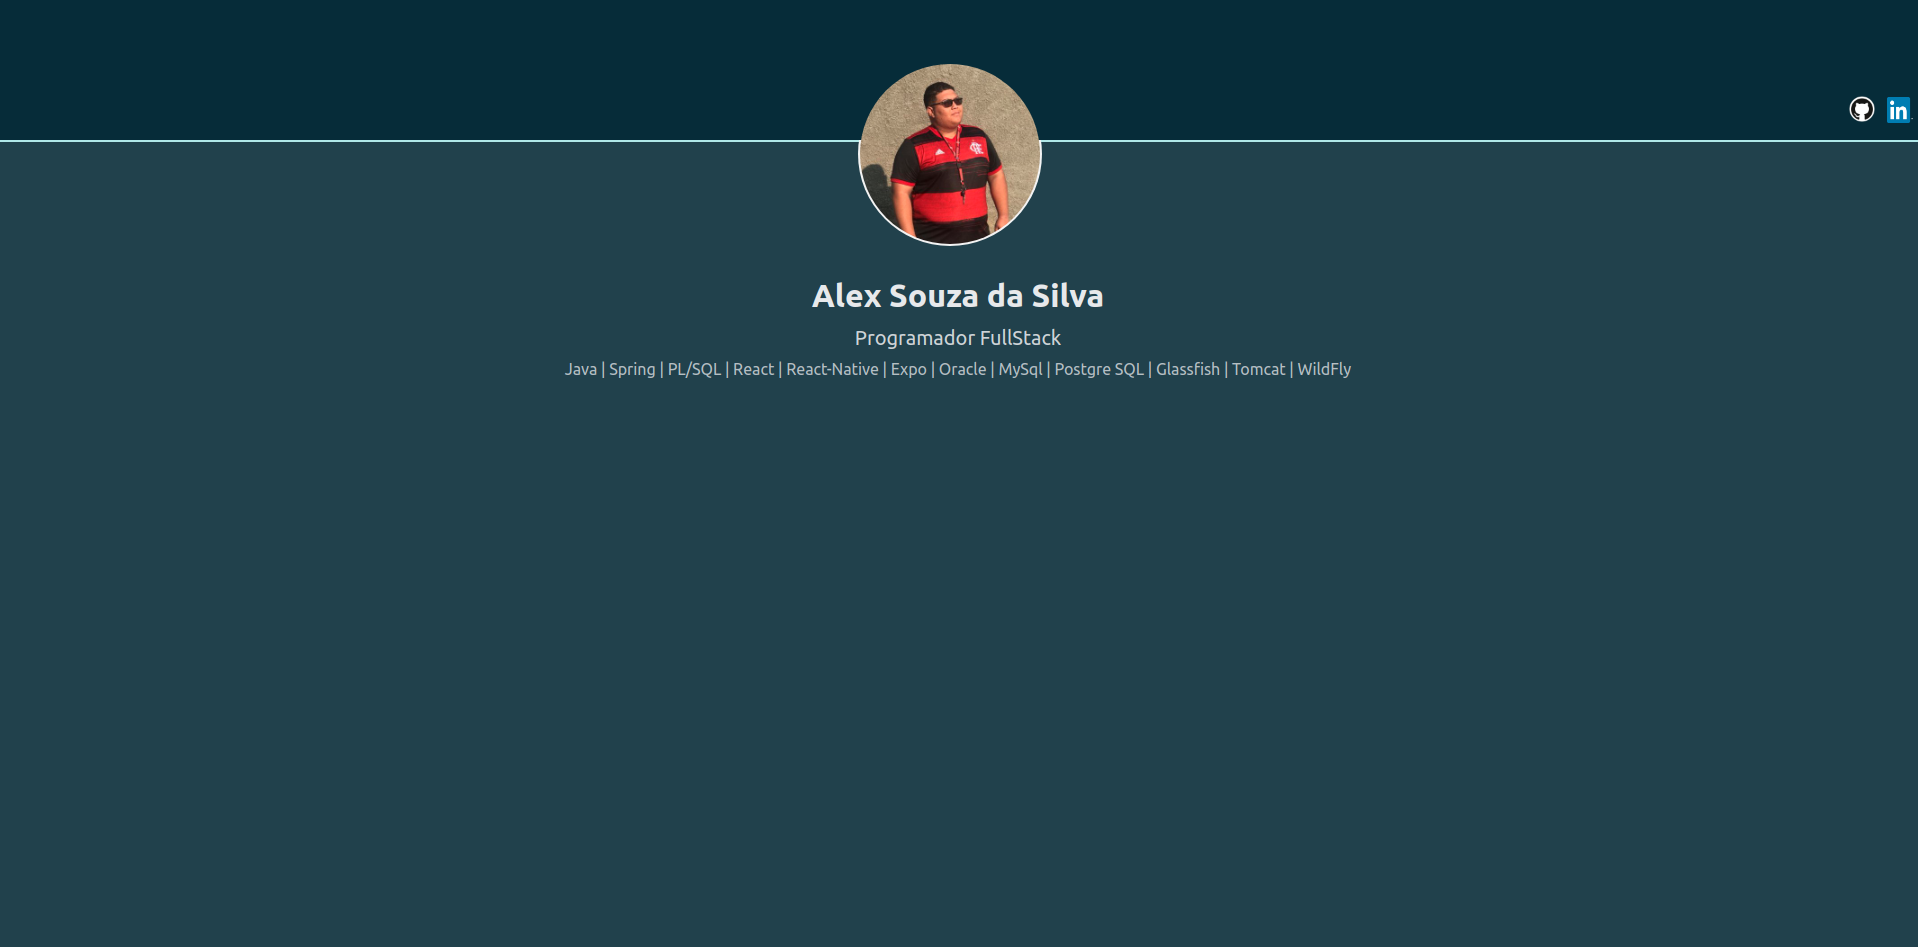 in
Alex Souza da Silva
Programador FullStack
Java | Spring | PL/SQL | React | React-Native | Expo | Oracle | MySql | Postgre SQL | Glassfish | Tomcat | WildFly